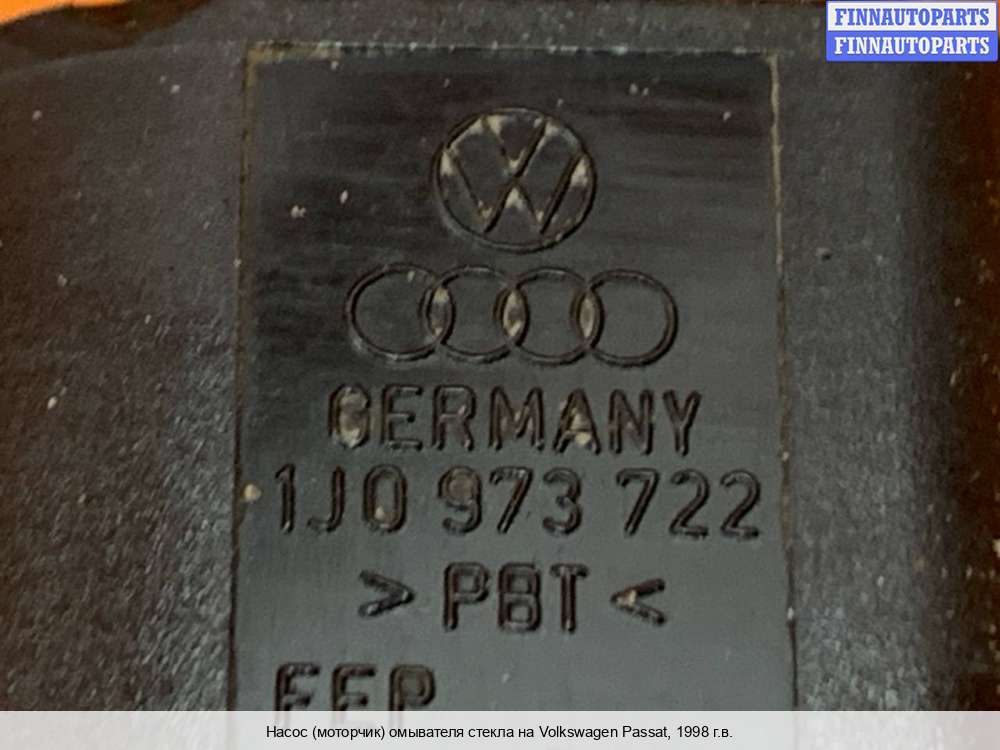 FINNAUTOPARTS
FINNAUTOPARTS
GERMANY
1J0 973 722
> PBT <
Насос (моторчик) омывателя стекла на Volkswagen Passat, 1998 г.в.